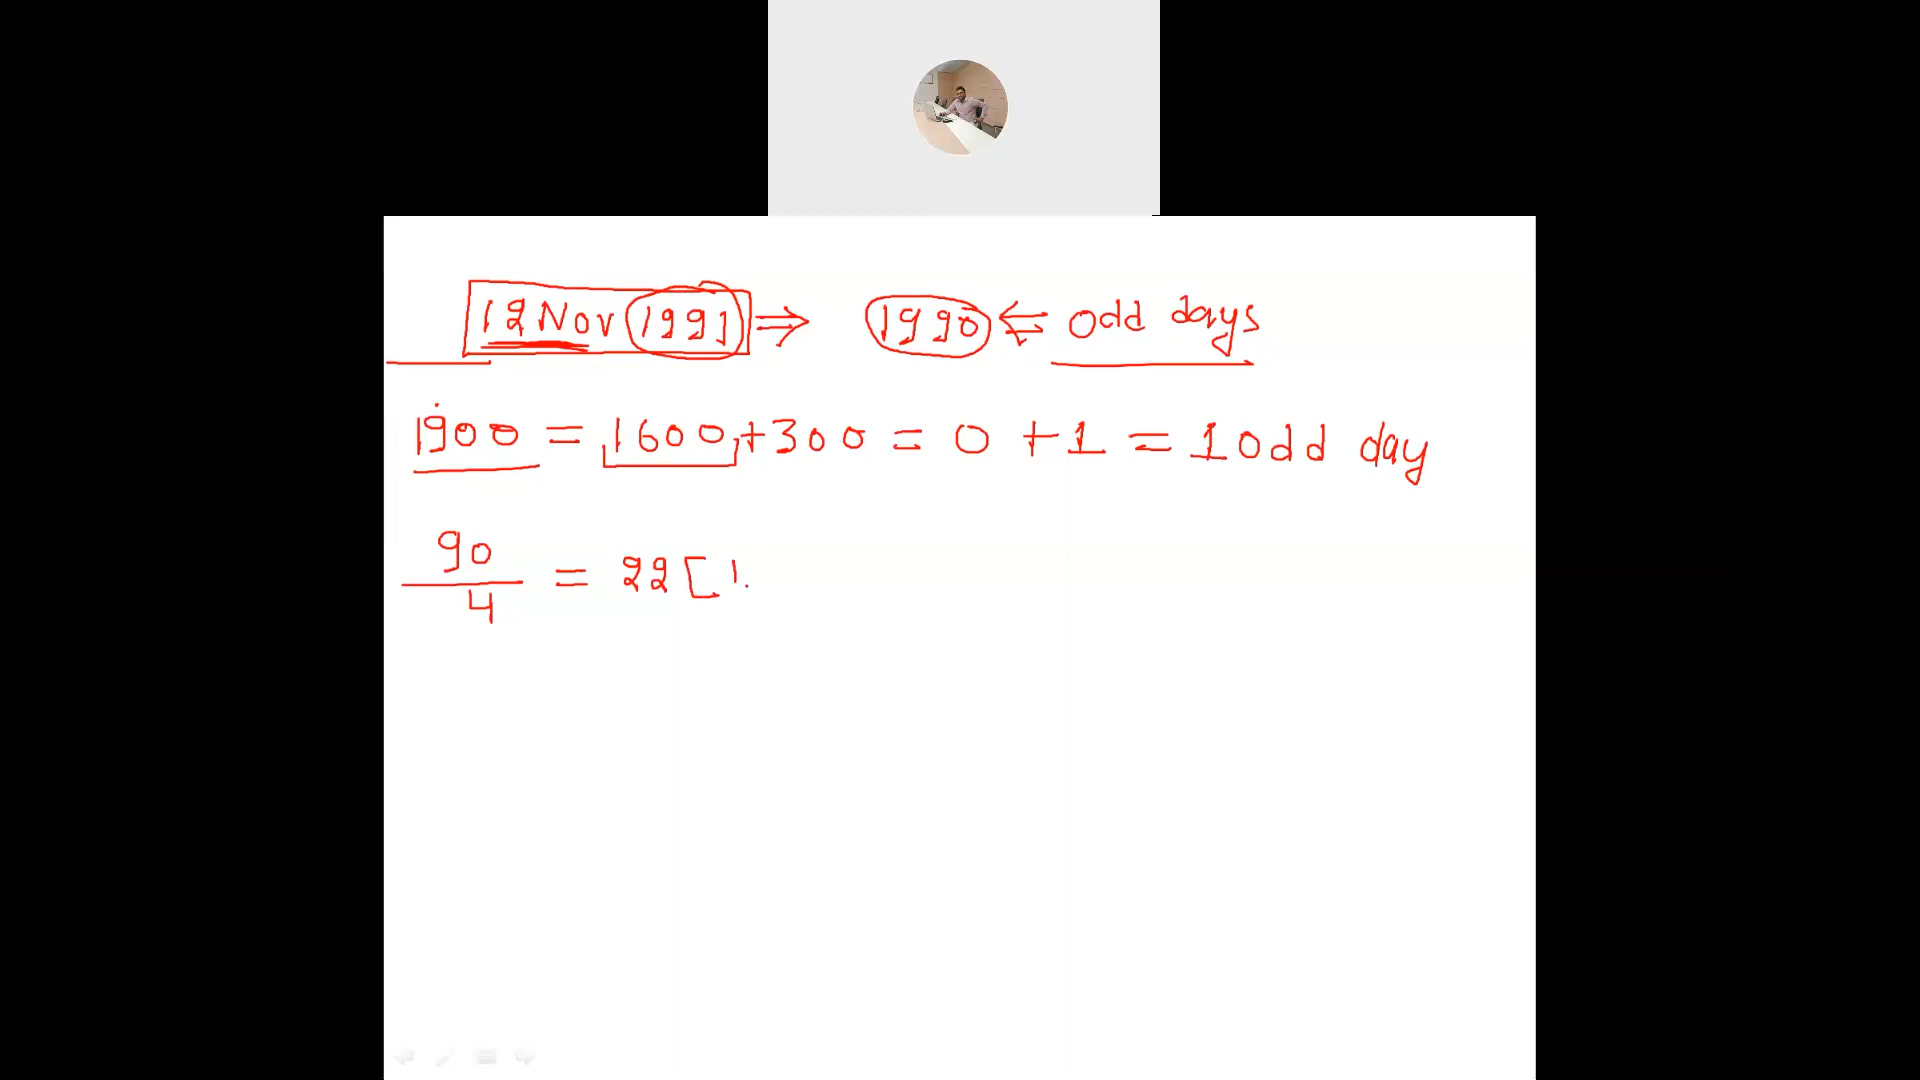 12 Nov 1991 ⇒ 1990 ⇐ Odd days
1900 = 1600 + 300 = 0 + 1 = 1 Odd day
90/4 = 22 [ 1.